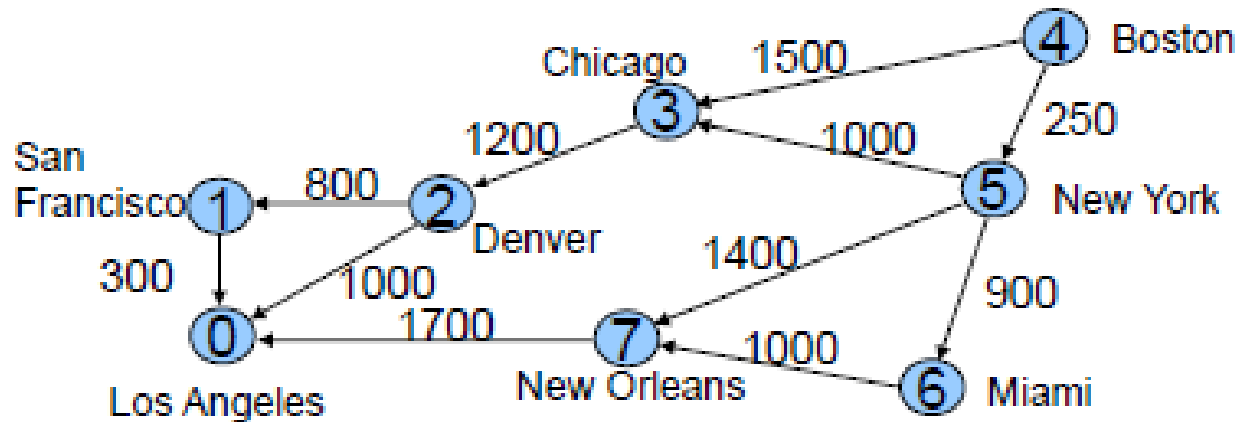 4 Boston
1500
Chicago
3
250
1200
1000
San
Francisco
1
800
2
5
New York
Denver
1400
300
1000
900
0
1700
7
1000
6
Miami
New Orleans
Los Angeles